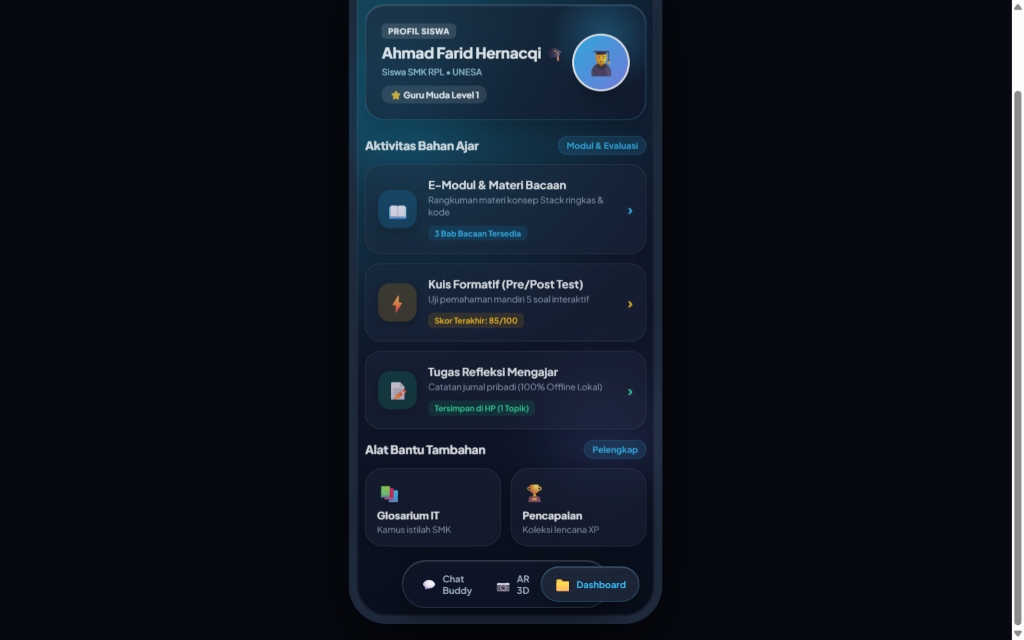 PROFIL SISWA
Ahmad Farid Hernacqi
Siswa SMK RPL • UNESA
Guru Muda Level 1
Aktivitas Bahan Ajar
Modul & Evaluasi
E-Modul & Materi Bacaan
Rangkuman materi konsep Stack ringkas &
kode
3 Bab Bacaan Tersedia
Kuis Formatif (Pre/Post Test)
Uji pemahaman mandiri 5 soal interaktif
Skor Terakhir: 85/100
Tugas Refleksi Mengajar
Catatan jurnal pribadi (100% Offline Lokal)
Tersimpan di HP (1 Topik)
Alat Bantu Tambahan
Pelengkap
Glosarium IT
Kamus istilah SMK
Pencapaian
Koleksi lencana XP
Chat
Buddy
AR
3D
Dashboard